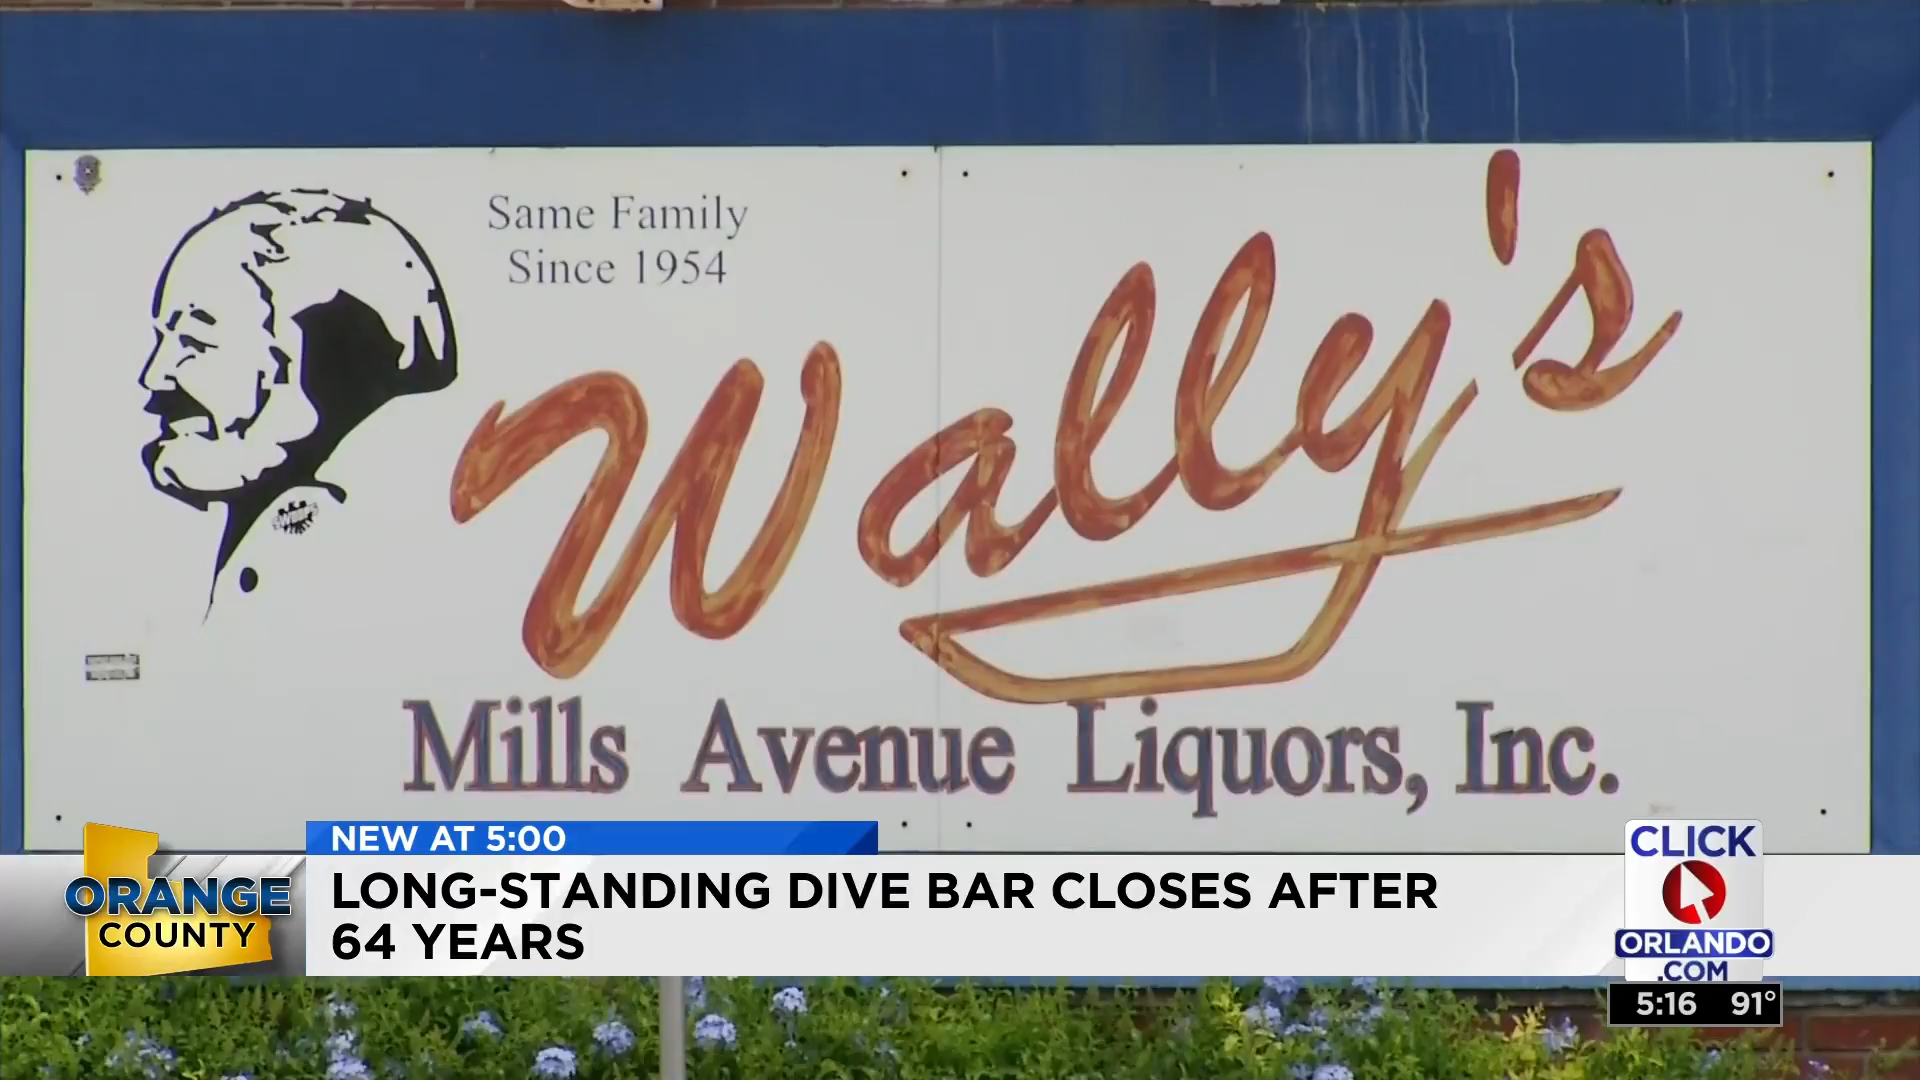 Same Family
Since 1954
Wally's
Mills Avenue Liquors, Inc.
NEW AT 5:00
LONG-STANDING DIVE BAR CLOSES AFTER
64 YEARS
ORANGE
COUNTY
CLICK
ORLANDO
.COM
5:16 91°